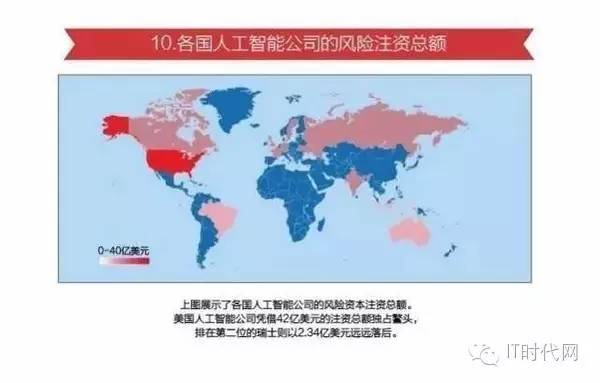 10.各国人工智能公司的风险注资总额
0-40亿美元
上图展示了各国人工智能公司的风险资本注资总额。
美国人工智能公司凭借42亿美元的注资总额独占鳌头,
排在第二位的瑞士则以2.34亿美元远远落后。
IT时代网